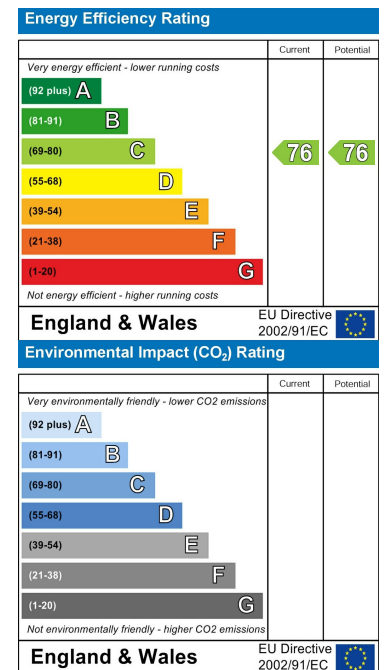 Energy Efficiency Rating
Current Potential
Very energy efficient - lower running costs
(92 plus) A
(81-91) B
(69-80) C 76 76
(55-68) D
(39-54) E
(21-38) F
(1-20) G
Not energy efficient - higher running costs
England & Wales EU Directive 2002/91/EC
Environmental Impact (CO₂) Rating
Current Potential
Very environmentally friendly - lower CO2 emissions
(92 plus) A
(81-91) B
(69-80) C
(55-68) D
(39-54) E
(21-38) F
(1-20) G
Not environmentally friendly - higher CO2 emissions
England & Wales EU Directive 2002/91/EC